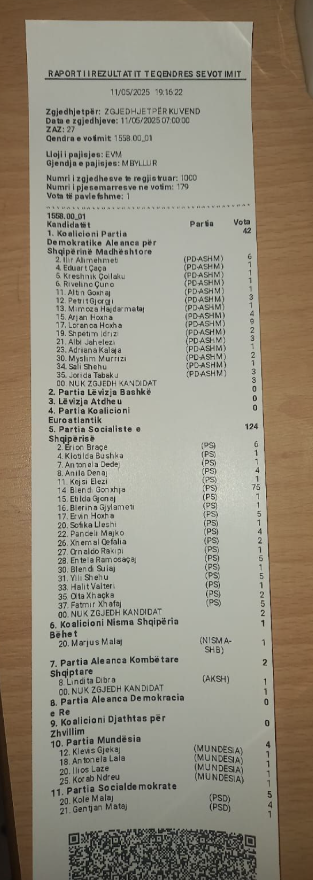 RAPORTI I REZULTATIT TE QENDRES SE VOTIMIT
11/05/2025 19:16:22
Zgjedhjet për: ZGJEDHJET PËR KUVEND
Data e zgjedhjeve: 11/05/2025 07:00:00
ZAZ: 27
Qendra e votimit: 1558.00_01
Lloji i pajisjes: EVM
Gjendja e pajisjes: MBYLLUR
Numri i zgjedhesve te regjistruar: 1000
Numri i pjesemarresve ne votim: 179
Vota të pavlefshme: 1
1558.00_01
Kandidatët Partia Vota
1. Koalicioni Partia 42
Demokratike Aleanca për
Shqipërinë Madhështore
2. Ilir Alimehmeti (PD-ASHM) 6
4. Eduart Çaça (PD-ASHM) 1
5. Kreshnik Çollaku (PD-ASHM) 1
6. Rivelino Çuno (PD-ASHM) 1
11. Altin Goxhaj (PD-ASHM) 1
12. Petrit Gjorgji (PD-ASHM) 3
13. Mimoza Hajdarmataj (PD-ASHM) 1
15. Arjan Hoxha (PD-ASHM) 4
17. Loranca Hoxha (PD-ASHM) 9
19. Shpëtim Idrizi (PD-ASHM) 2
21. Albi Jahelezi (PD-ASHM) 3
23. Adriana Kalaja (PD-ASHM) 1
30. Myslim Murrizi (PD-ASHM) 2
34. Sali Shehu (PD-ASHM) 1
35. Jorida Tabaku (PD-ASHM) 3
00. NUK ZGJEDH KANDIDAT 3
2. Partia Lëvizja Bashkë 0
3. Lëvizja Atdheu 0
4. Partia Koalicioni 0
Euroatlantik
5. Partia Socialiste e 124
Shqipërisë
2. Erion Braçe (PS) 6
4. Klotilda Bushka (PS) 1
7. Antoneta Dedej (PS) 1
8. Anila Denaj (PS) 4
11. Kejsi Elezi (PS) 1
14. Blendi Gonxhja (PS) 75
15. Etilda Gjonaj (PS) 1
16. Blerina Gjylameti (PS) 1
17. Ervin Hoxha (PS) 5
20. Sofika Lleshi (PS) 1
22. Pandeli Majko (PS) 4
26. Xhemal Qefalia (PS) 2
27. Ornaldo Rakipi (PS) 1
28. Entela Ramosaçaj (PS) 5
30. Blendi Sulaj (PS) 1
31. Ylli Shehu (PS) 5
33. Halit Valteri (PS) 1
35. Olta Xhaçka (PS) 2
37. Fatmir Xhafaj (PS) 5
00. NUK ZGJEDH KANDIDAT 2
6. Koalicioni Nisma Shqipëria 1
Bëhet
20. Marjus Malaj (NISMA- 1
SHB)
7. Partia Aleanca Kombëtare 2
Shqiptare
8. Lindita Dibra (AKSH) 1
00. NUK ZGJEDH KANDIDAT 1
8. Partia Aleanca Demokracia 0
e Re
9. Koalicioni Djathtas për 0
Zhvillim
10. Partia Mundësia 4
12. Klevis Gjekaj (MUNDËSIA) 1
18. Antonela Lala (MUNDËSIA) 1
20. Ilios Laze (MUNDËSIA) 1
25. Korab Ndreu (MUNDËSIA) 1
11. Partia Socialdemokrate 5
20. Kole Malaj (PSD) 4
21. Gentjan Mataj (PSD) 1